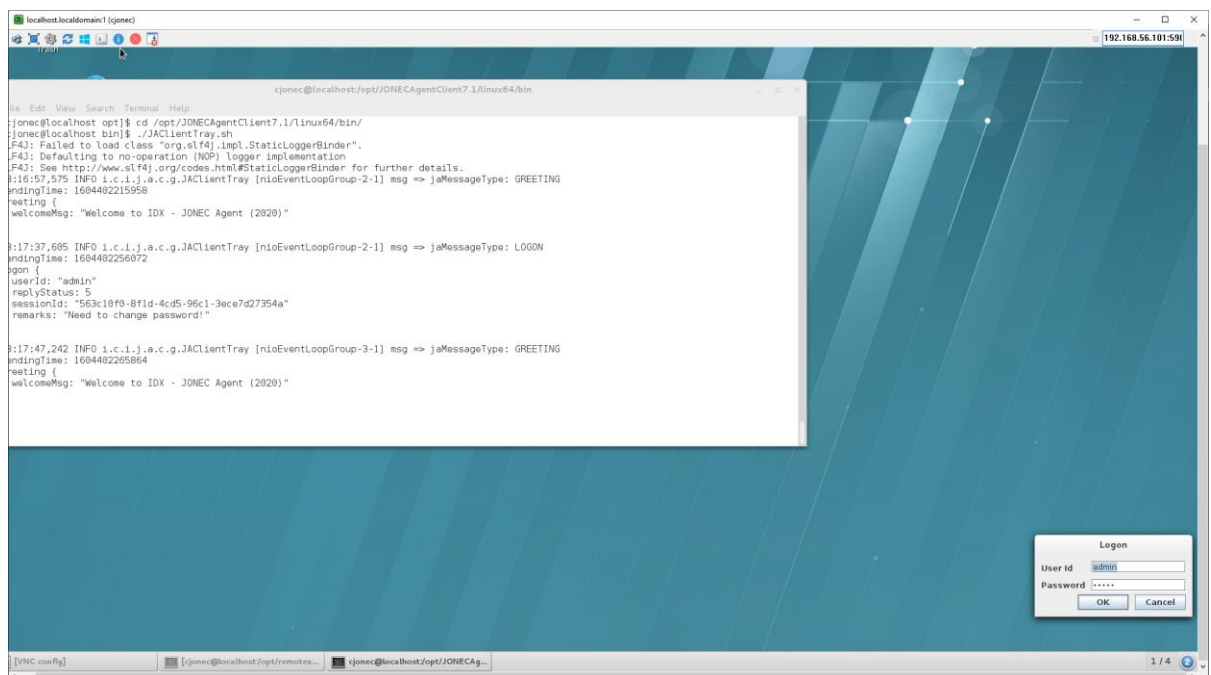 localhost.localdomain:1 (cjonec)
192.168.56.101:590
Trash
cjonec@localhost:/opt/JONECAgentClient7.1/linux64/bin
ile Edit View Search Terminal Help
cjonec@localhost opt]$ cd /opt/JONECAgentClient7.1/linux64/bin/
cjonec@localhost bin]$ ./JAClientTray.sh
LF4J: Failed to load class "org.slf4j.impl.StaticLoggerBinder".
LF4J: Defaulting to no-operation (NOP) logger implementation
LF4J: See http://www.slf4j.org/codes.html#StaticLoggerBinder for further details.
:16:57,575 INFO i.c.i.j.a.c.g.JAClientTray [nioEventLoopGroup-2-1] msg => jaMessageType: GREETING
endingTime: 1604402215958
reeting {
welcomeMsg: "Welcome to IDX - JONEC Agent (2020)"
:17:37,605 INFO i.c.i.j.a.c.g.JAClientTray [nioEventLoopGroup-2-1] msg => jaMessageType: LOGON
endingTime: 1604402256072
ogon {
userId: "admin"
replyStatus: 5
sessionId: "563c10f0-8f1d-4cd5-96c1-3ece7d27354a"
remarks: "Need to change password!"
:17:47,242 INFO i.c.i.j.a.c.g.JAClientTray [nioEventLoopGroup-3-1] msg => jaMessageType: GREETING
endingTime: 1604402265864
reeting {
welcomeMsg: "Welcome to IDX - JONEC Agent (2020)"
Logon
User Id admin
Password •••••
OK Cancel
[VNC config]
[cjonec@localhost:/opt/remotea...
cjonec@localhost:/opt/JONECAg...
1 / 4
2